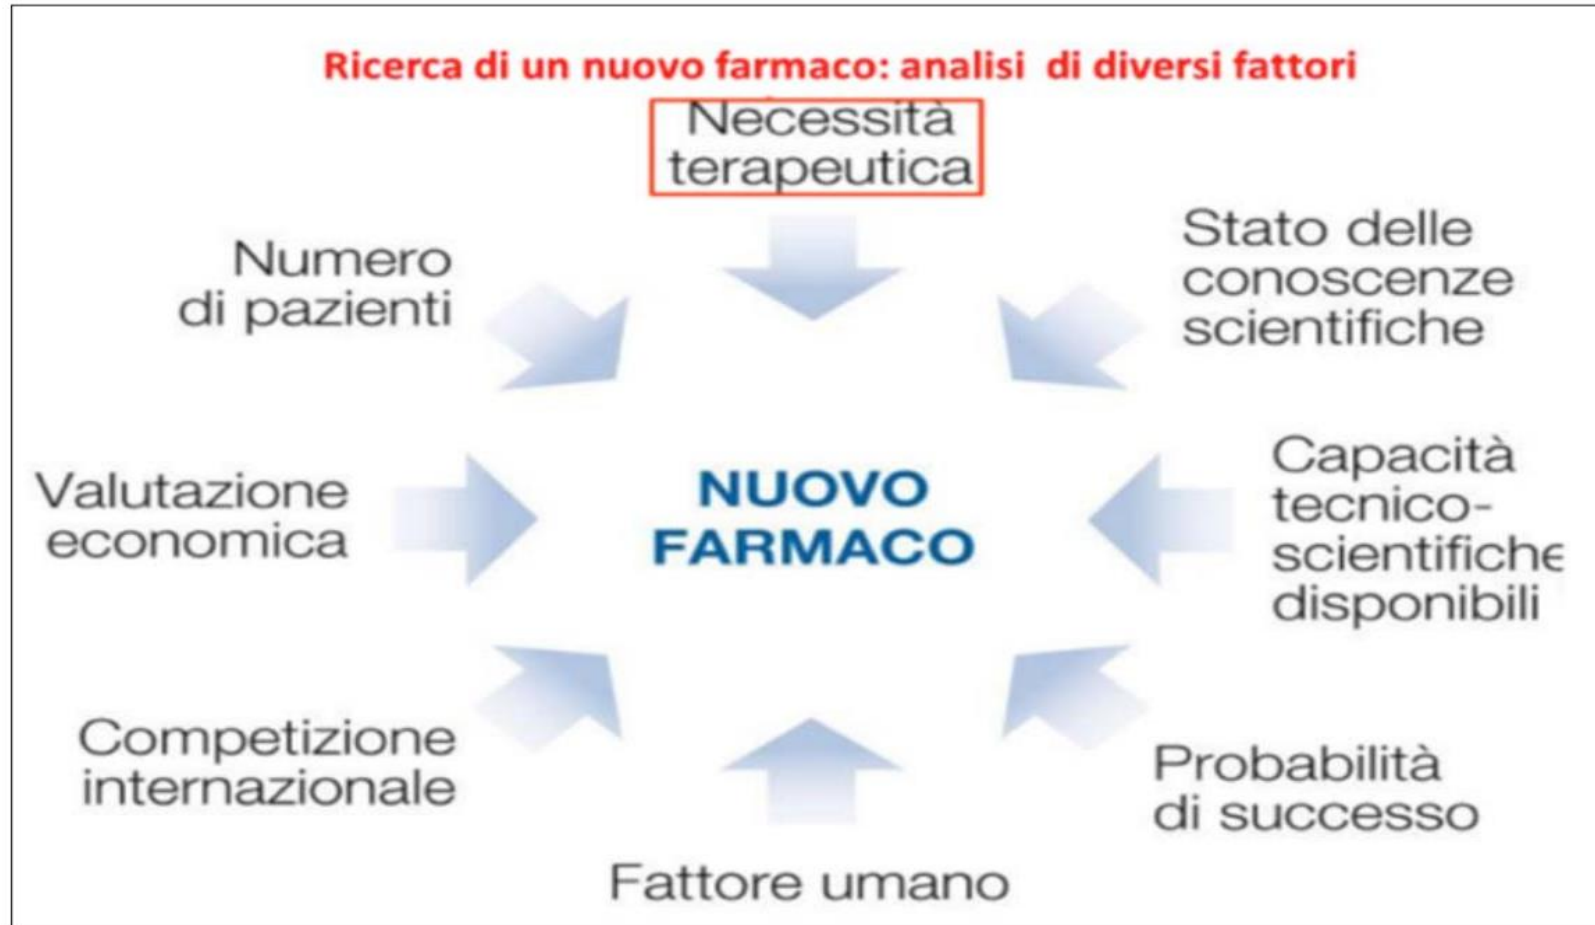 Ricerca di un nuovo farmaco: analisi di diversi fattori
Necessità
terapeutica
Stato delle
conoscenze
scientifiche
Numero
di pazienti
Capacità
tecnico-
scientifiche
disponibili
Valutazione
economica
NUOVO
FARMACO
Competizione
internazionale
Probabilità
di successo
Fattore umano